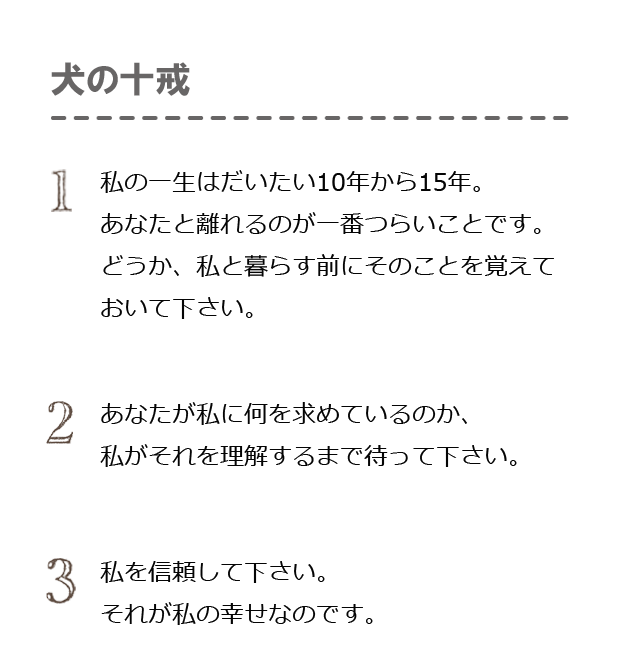 犬の十戒
1 私の一生はだいたい10年から15年。
あなたと離れるのが一番つらいことです。
どうか、私と暮らす前にそのことを覚えて
おいて下さい。
2 あなたが私に何を求めているのか、
私がそれを理解するまで待って下さい。
3 私を信頼して下さい。
それが私の幸せなのです。